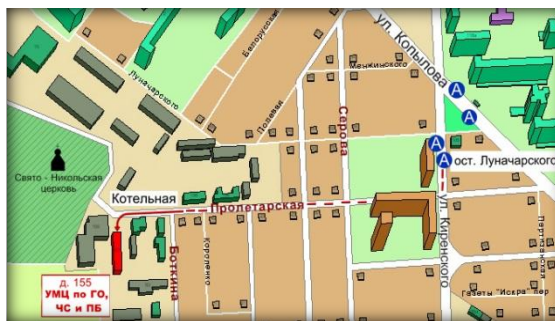 ул. Копылова
Белорусская
Луначарского
Менжинского
Полевая
Серова
А
А
А
А
ост. Луначарского
Свято - Никольская
церковь
Котельная
Пролетарская
ул. Киренского
Партизанская
Боткина
Короленко
Газеты "Искра" пер
д. 155
УМЦ по ГО,
ЧС и ПБ